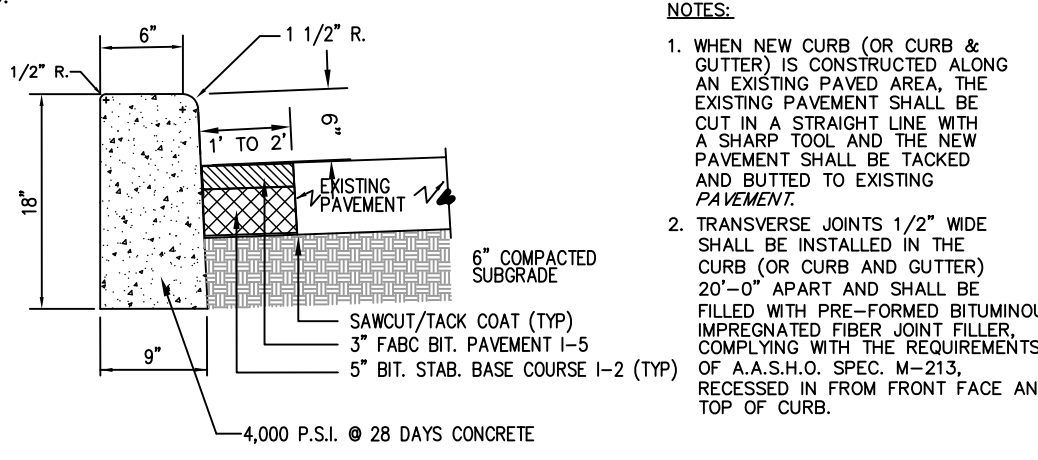 6"
1 1/2" R.
1/2" R.
6"
1' TO 2'
18"
EXISTING
PAVEMENT
6" COMPACTED
SUBGRADE
SAWCUT/TACK COAT (TYP)
3" FABC BIT. PAVEMENT I-5
5" BIT. STAB. BASE COURSE I-2 (TYP)
9"
4,000 P.S.I. @ 28 DAYS CONCRETE
NOTES:
1. WHEN NEW CURB (OR CURB &
GUTTER) IS CONSTRUCTED ALONG
AN EXISTING PAVED AREA, THE
EXISTING PAVEMENT SHALL BE
CUT IN A STRAIGHT LINE WITH
A SHARP TOOL AND THE NEW
PAVEMENT SHALL BE TACKED
AND BUTTED TO EXISTING
PAVEMENT.
2. TRANSVERSE JOINTS 1/2" WIDE
SHALL BE INSTALLED IN THE
CURB (OR CURB AND GUTTER)
20'-0" APART AND SHALL BE
FILLED WITH PRE-FORMED BITUMINOU
IMPREGNATED FIBER JOINT FILLER,
COMPLYING WITH THE REQUIREMENTS
OF A.A.S.H.O. SPEC. M-213,
RECESSED IN FROM FRONT FACE AN
TOP OF CURB.